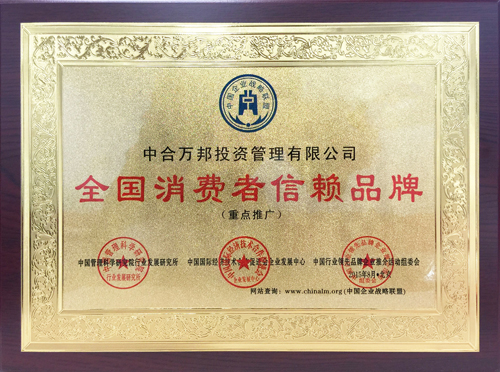 中国企业战略联盟
中合万邦投资管理有限公司
全国消费者信赖品牌
（重点推广）
中国管理科学研究院行业发展研究所
中国国际经济技术合作促进会企业发展中心
中国行业领先品牌企业推介活动组委会
2015年8月•北京
网站查询：www.chinalm.org(中国企业战略联盟)